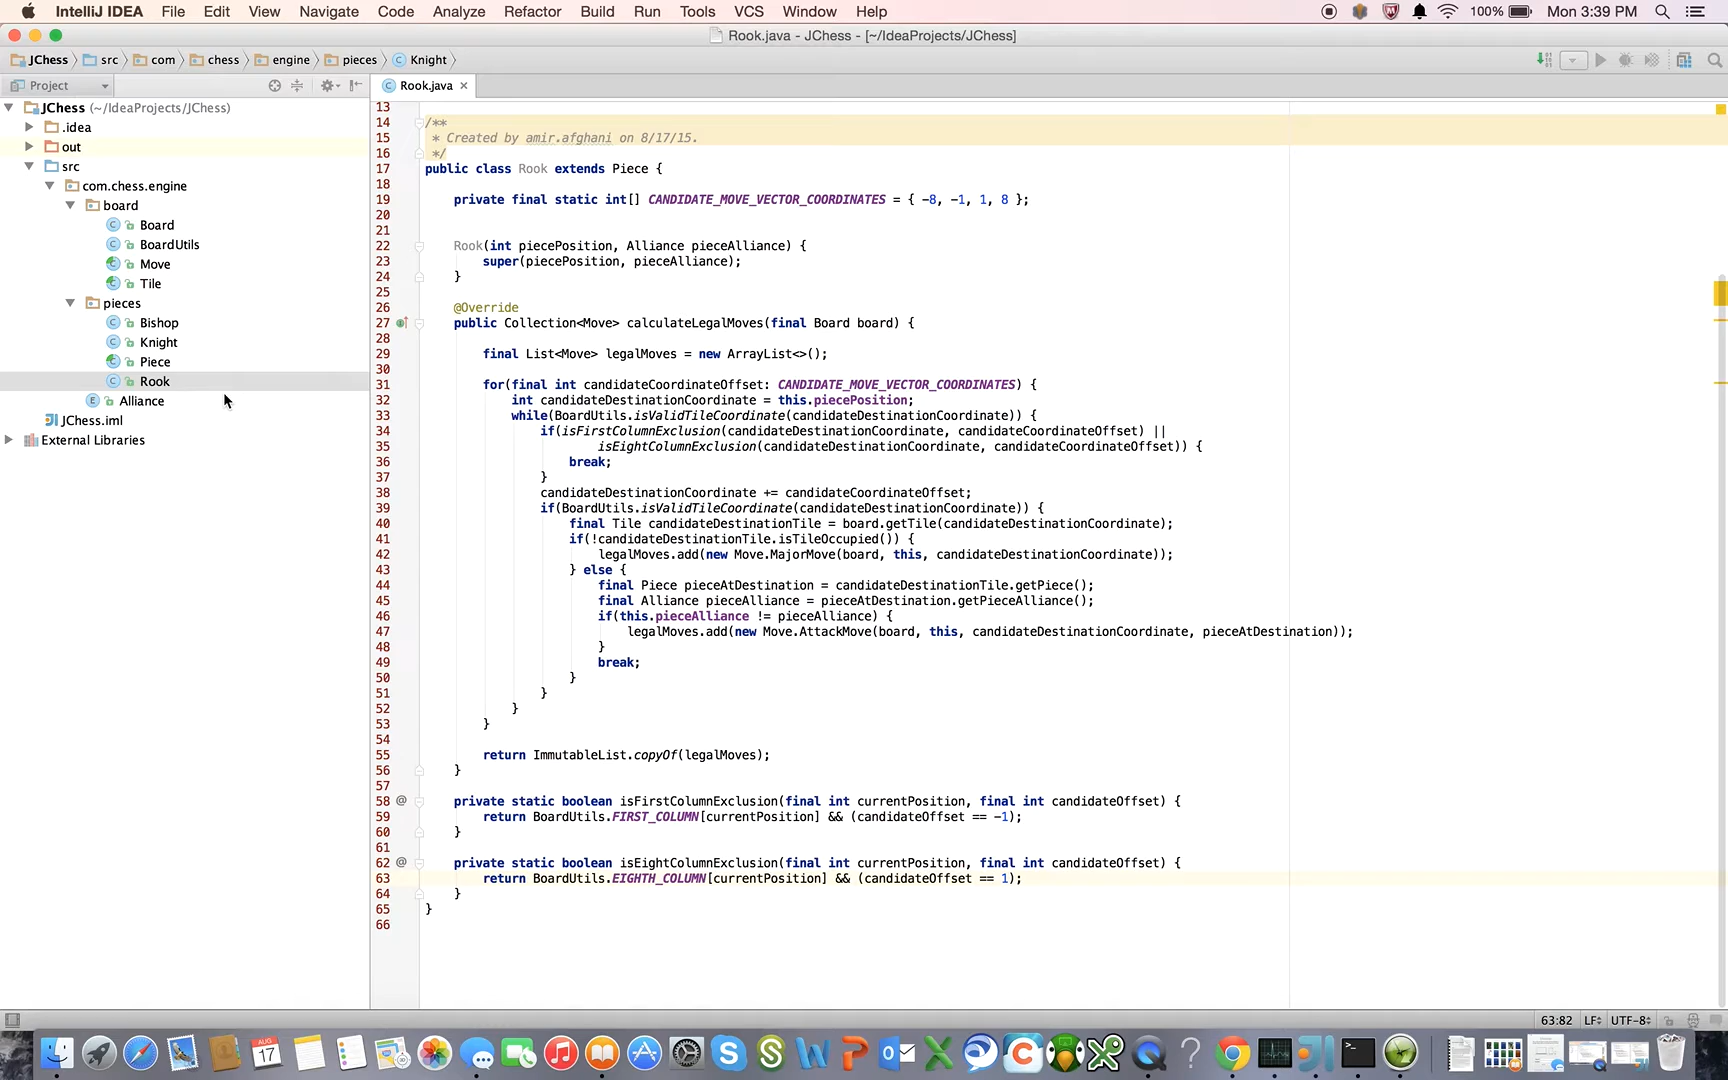 IntelliJ IDEA File Edit View Navigate Code Analyze Refactor Build Run Tools VCS Window Help 100% Mon 3:39 PM
Rook.java - JChess - [~/IdeaProjects/JChess]
JChess src com chess engine pieces Knight
Project
Rook.java
JChess (~/IdeaProjects/JChess)
.idea
out
src
com.chess.engine
board
Board
BoardUtils
Move
Tile
pieces
Bishop
Knight
Piece
Rook
Alliance
JChess.iml
External Libraries
13
14 /**
15 * Created by amir.afghani on 8/17/15.
16 */
17 public class Rook extends Piece {
18
19 private final static int[] CANDIDATE_MOVE_VECTOR_COORDINATES = { -8, -1, 1, 8 };
20
21
22 Rook(int piecePosition, Alliance pieceAlliance) {
23 super(piecePosition, pieceAlliance);
24 }
25
26 @Override
27 public Collection<Move> calculateLegalMoves(final Board board) {
28
29 final List<Move> legalMoves = new ArrayList<>();
30
31 for(final int candidateCoordinateOffset: CANDIDATE_MOVE_VECTOR_COORDINATES) {
32 int candidateDestinationCoordinate = this.piecePosition;
33 while(BoardUtils.isValidTileCoordinate(candidateDestinationCoordinate)) {
34 if(isFirstColumnExclusion(candidateDestinationCoordinate, candidateCoordinateOffset) ||
35 isEightColumnExclusion(candidateDestinationCoordinate, candidateCoordinateOffset)) {
36 break;
37 }
38 candidateDestinationCoordinate += candidateCoordinateOffset;
39 if(BoardUtils.isValidTileCoordinate(candidateDestinationCoordinate)) {
40 final Tile candidateDestinationTile = board.getTile(candidateDestinationCoordinate);
41 if(!candidateDestinationTile.isTileOccupied()) {
42 legalMoves.add(new Move.MajorMove(board, this, candidateDestinationCoordinate));
43 } else {
44 final Piece pieceAtDestination = candidateDestinationTile.getPiece();
45 final Alliance pieceAlliance = pieceAtDestination.getPieceAlliance();
46 if(this.pieceAlliance != pieceAlliance) {
47 legalMoves.add(new Move.AttackMove(board, this, candidateDestinationCoordinate, pieceAtDestination));
48 }
49 break;
50 }
51 }
52 }
53 }
54
55 return ImmutableList.copyOf(legalMoves);
56 }
57
58 @ private static boolean isFirstColumnExclusion(final int currentPosition, final int candidateOffset) {
59 return BoardUtils.FIRST_COLUMN[currentPosition] && (candidateOffset == -1);
60 }
61
62 @ private static boolean isEightColumnExclusion(final int currentPosition, final int candidateOffset) {
63 return BoardUtils.EIGHTH_COLUMN[currentPosition] && (candidateOffset == 1);
64 }
65 }
66
63:82 LF UTF-8
AUG
17